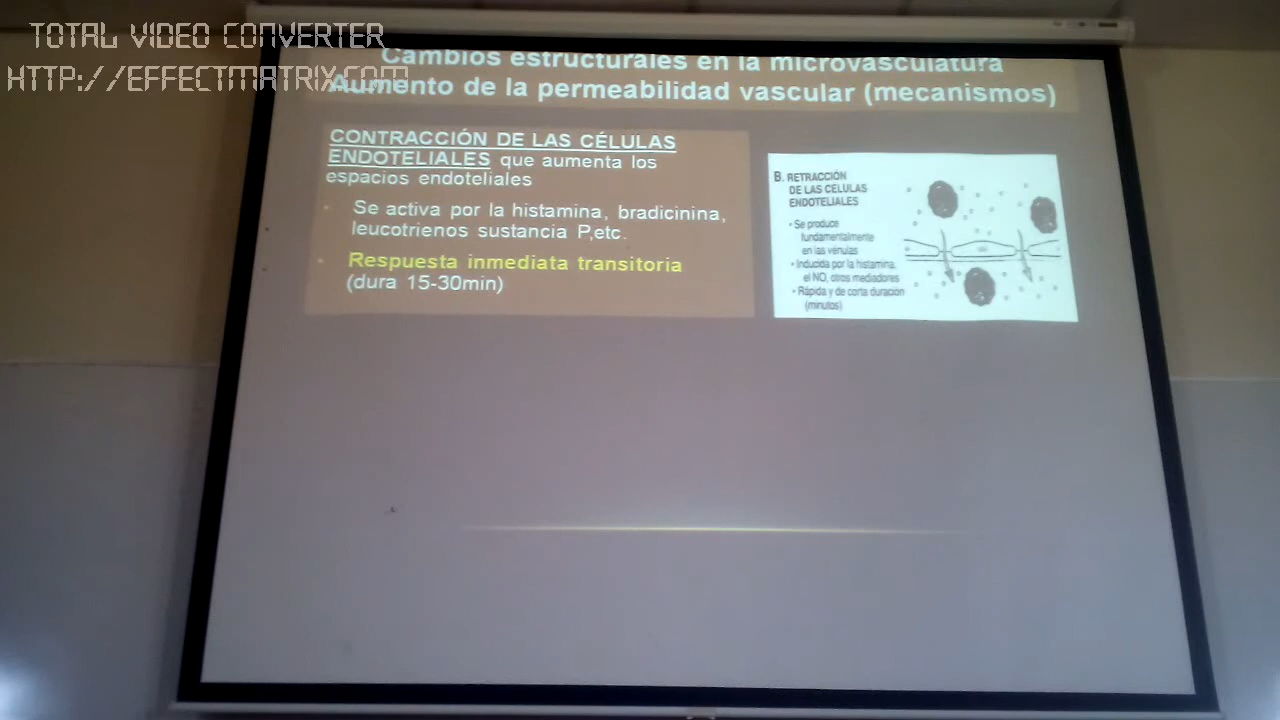 TOTAL VIDEO CONVERTER
HTTP://EFFECTMATRIX.COM
Cambios estructurales en la microvasculatura
Aumento de la permeabilidad vascular (mecanismos)
CONTRACCIÓN DE LAS CÉLULAS
ENDOTELIALES que aumenta los
espacios endoteliales
Se activa por la histamina, bradicinina,
leucotrienos sustancia P,etc.
Respuesta inmediata transitoria
(dura 15-30min)
B. RETRACCIÓN
DE LAS CÉLULAS
ENDOTELIALES
• Se produce
fundamentalmente
en las vénulas
• Inducida por la histamina,
el NO, otros mediadores
• Rápida y de corta duración
(minutos)